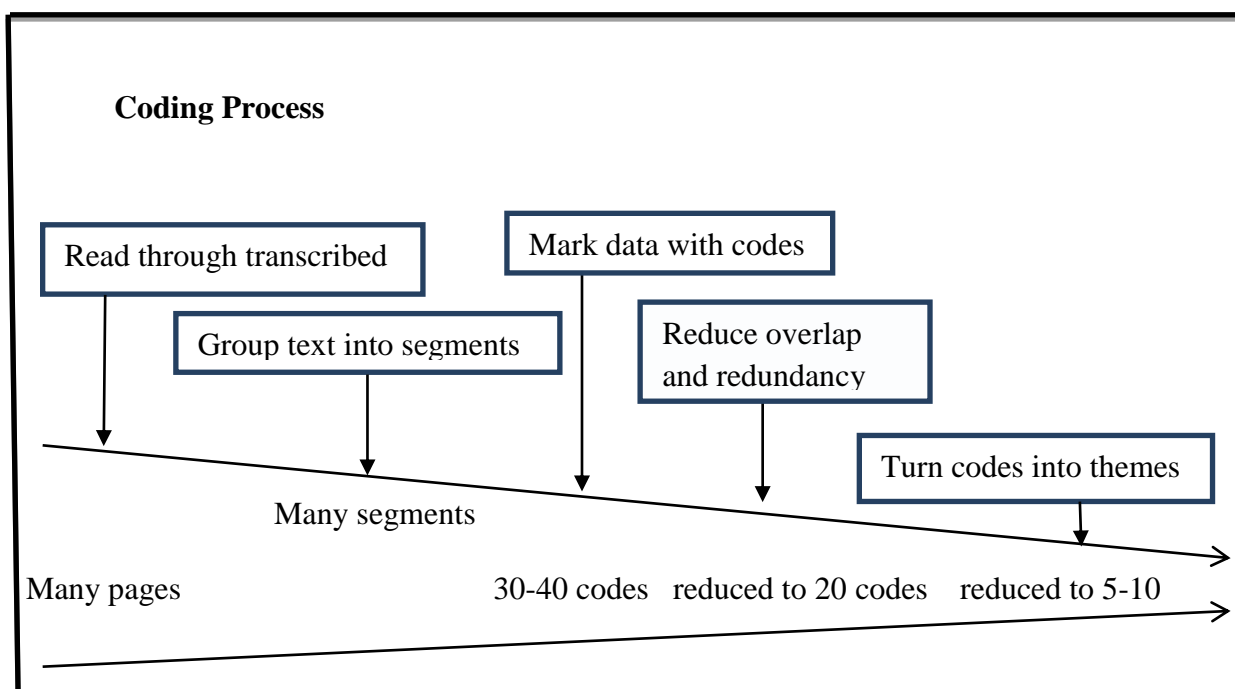 Coding Process
Read through transcribed
Mark data with codes
Group text into segments
Reduce overlap
and redundancy
Turn codes into themes
Many segments
Many pages
30-40 codes
reduced to 20 codes
reduced to 5-10